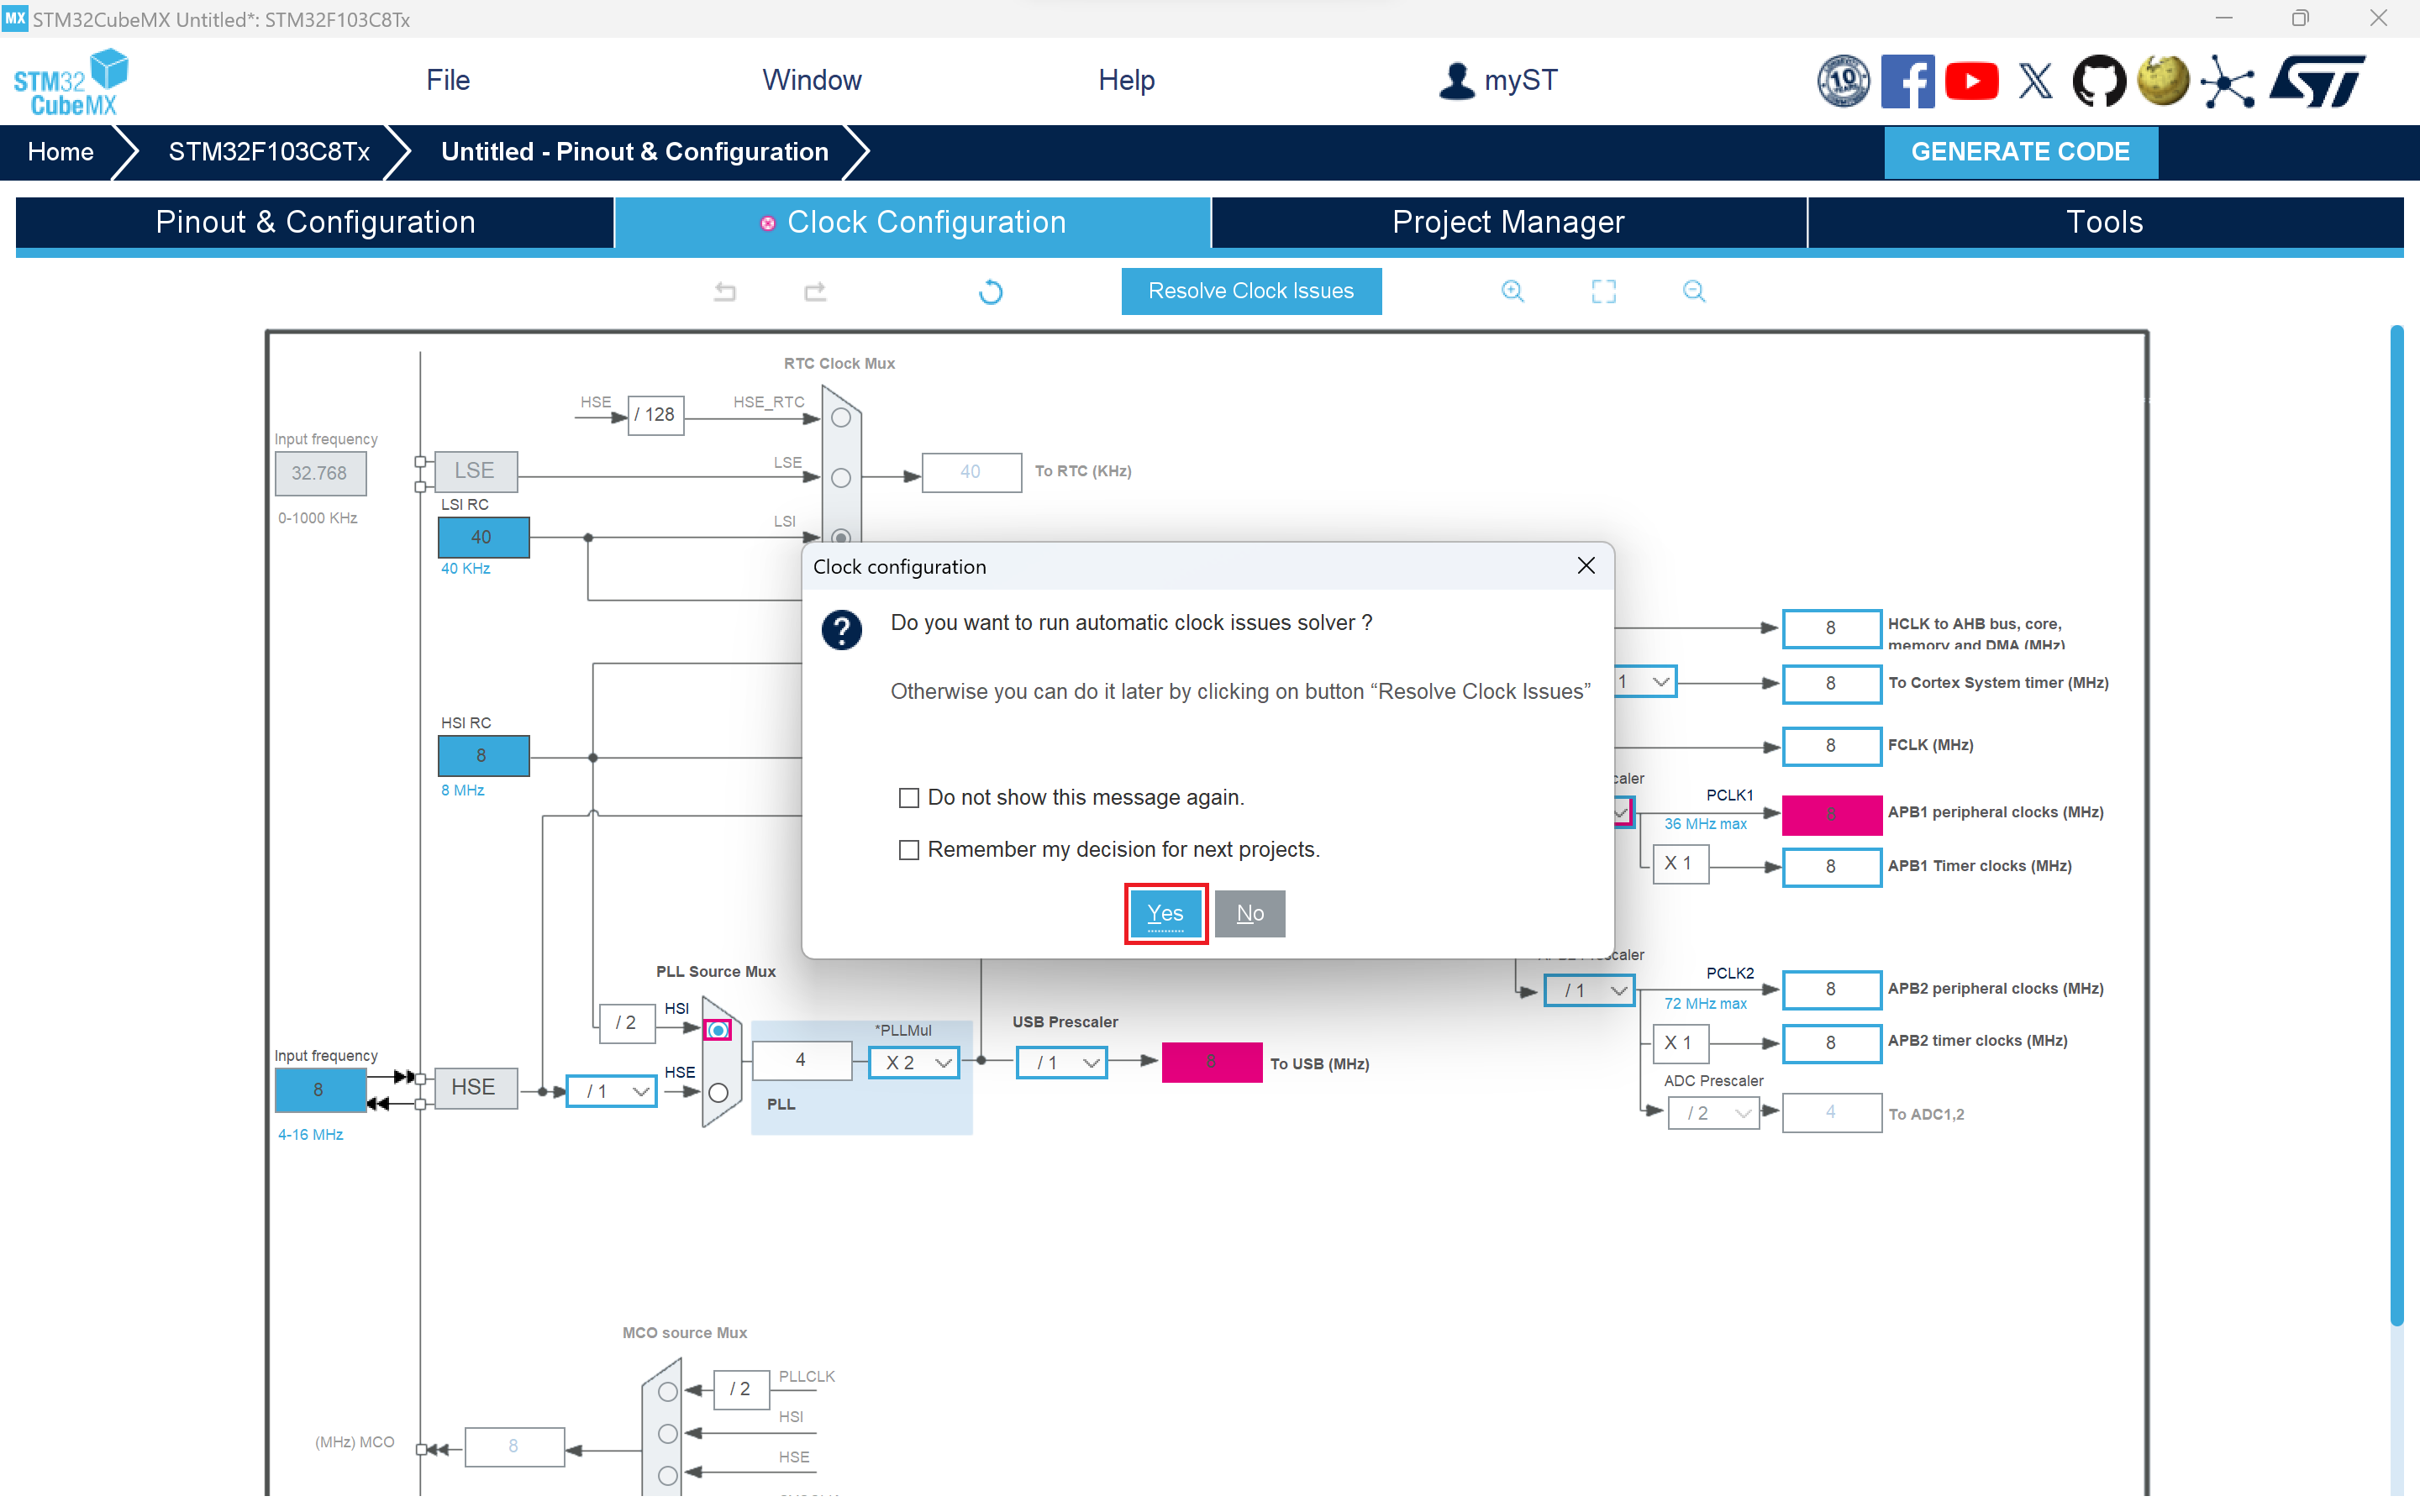 MX STM32CubeMX Untitled*: STM32F103C8Tx
STM32
CubeMX
File
Window
Help
myST
10
YEARS
Home
STM32F103C8Tx
Untitled - Pinout & Configuration
GENERATE CODE
Pinout & Configuration
Clock Configuration
Project Manager
Tools
Resolve Clock Issues
RTC Clock Mux
HSE
/ 128
HSE_RTC
Input frequency
32.768
0-1000 KHz
LSE
LSE
40
To RTC (KHz)
LSI RC
40
40 KHz
LSI
Clock configuration
Do you want to run automatic clock issues solver ?
Otherwise you can do it later by clicking on button “Resolve Clock Issues”
Do not show this message again.
Remember my decision for next projects.
Yes
No
8
HCLK to AHB bus, core,
memory and DMA (MHz)
1
8
To Cortex System timer (MHz)
8
FCLK (MHz)
HSI RC
8
8 MHz
caler
PCLK1
36 MHz max
8
APB1 peripheral clocks (MHz)
X 1
8
APB1 Timer clocks (MHz)
caler
/ 1
PCLK2
72 MHz max
8
APB2 peripheral clocks (MHz)
X 1
8
APB2 timer clocks (MHz)
ADC Prescaler
/ 2
4
To ADC1,2
PLL Source Mux
HSI
/ 2
Input frequency
8
4-16 MHz
HSE
/ 1
HSE
4
PLL
*PLLMul
X 2
USB Prescaler
/ 1
8
To USB (MHz)
MCO source Mux
/ 2
PLLCLK
HSI
HSE
(MHz) MCO
8